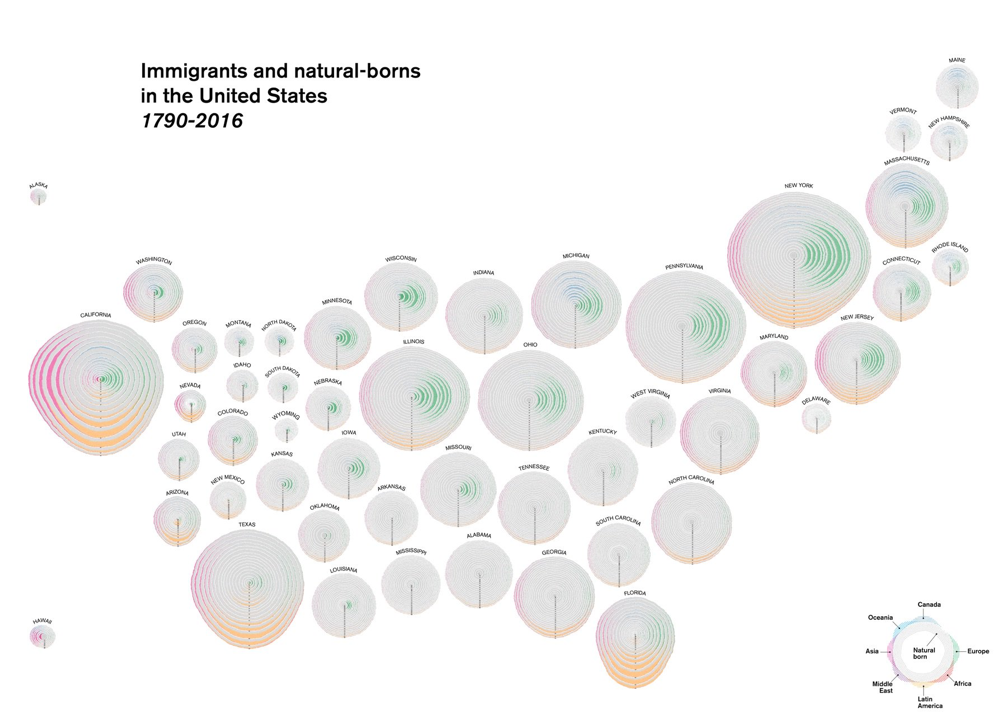 Immigrants and natural-borns
in the United States
1790-2016
MAINE
VERMONT
NEW HAMPSHIRE
MASSACHUSETTS
ALASKA
NEW YORK
RHODE ISLAND
CONNECTICUT
WASHINGTON
WISCONSIN
INDIANA
MICHIGAN
PENNSYLVANIA
MINNESOTA
CALIFORNIA
OREGON
MONTANA
NORTH DAKOTA
NEW JERSEY
ILLINOIS
OHIO
MARYLAND
IDAHO
SOUTH DAKOTA
NEBRASKA
NEVADA
WEST VIRGINIA
VIRGINIA
DELAWARE
COLORADO
WYOMING
UTAH
IOWA
KENTUCKY
KANSAS
MISSOURI
TENNESSEE
NEW MEXICO
ARKANSAS
NORTH CAROLINA
ARIZONA
OKLAHOMA
TEXAS
SOUTH CAROLINA
ALABAMA
MISSISSIPPI
GEORGIA
LOUISIANA
FLORIDA
HAWAII
Canada
Oceania
Asia
Natural
born
Europe
Middle
East
Africa
Latin
America